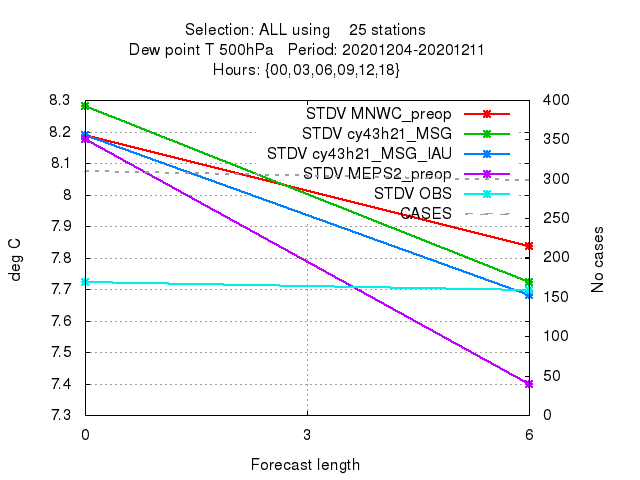 Selection: ALL using    25 stations
Dew point T 500hPa   Period: 20201204-20201211
Hours: {00,03,06,09,12,18}
STDV MNWC_preop
STDV cy43h21_MSG
STDV cy43h21_MSG_IAU
STDV MEPS2_preop
STDV OBS
CASES
8.3
8.2
8.1
8
7.9
7.8
7.7
7.6
7.5
7.4
7.3
deg C
400
350
300
250
200
150
100
50
0
No cases
0 3 6
Forecast length